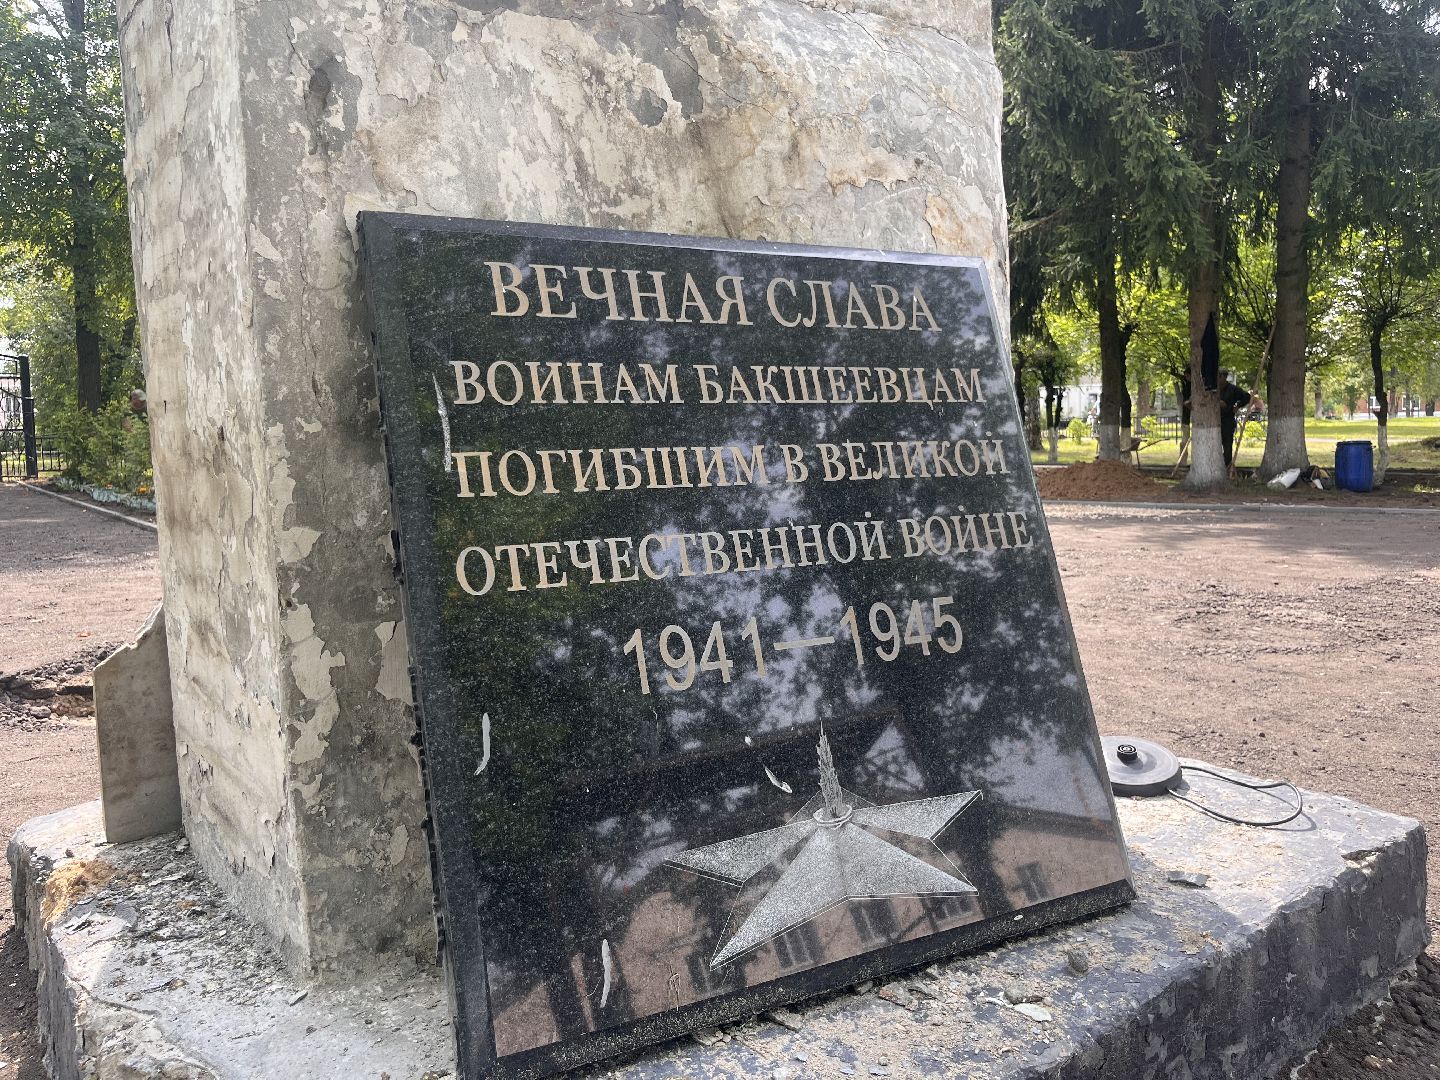 ВЕЧНАЯ СЛАВА
ВОИНАМ БАКШЕЕВЦАМ
ПОГИБШИМ В ВЕЛИКОЙ
ОТЕЧЕСТВЕННОЙ ВОЙНЕ
1941—1945